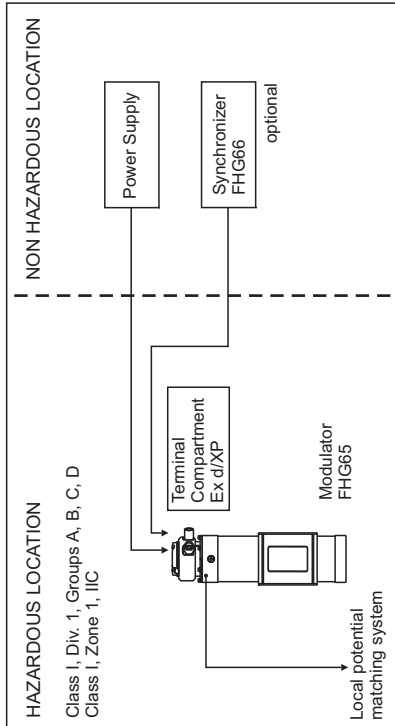 HAZARDOUS LOCATION
Class I, Div. 1, Groups A, B, C, D
Class I, Zone 1, IIC
NON HAZARDOUS LOCATION
Power Supply
Synchronizer
FHG66
optional
Terminal
Compartment
Ex d/XP
Modulator
FHG65
Local potential
matching system